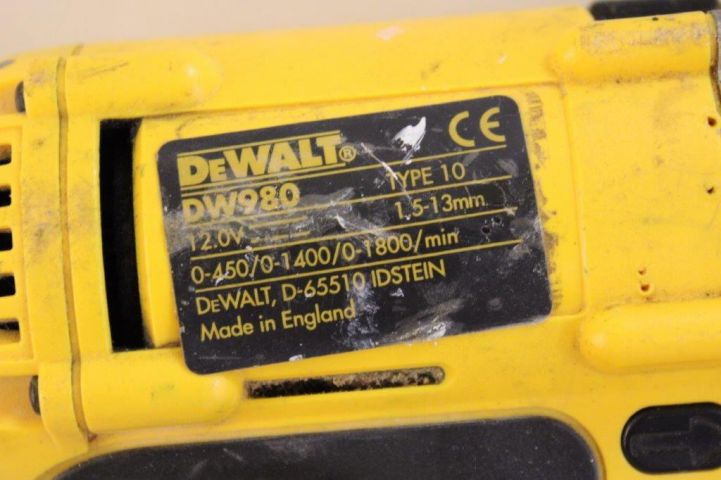 DEWALT®
CE
DW980
TYPE 10
12.0V
1.5-13mm
0-450/0-1400/0-1800/min
DEWALT, D-65510 IDSTEIN
Made in England